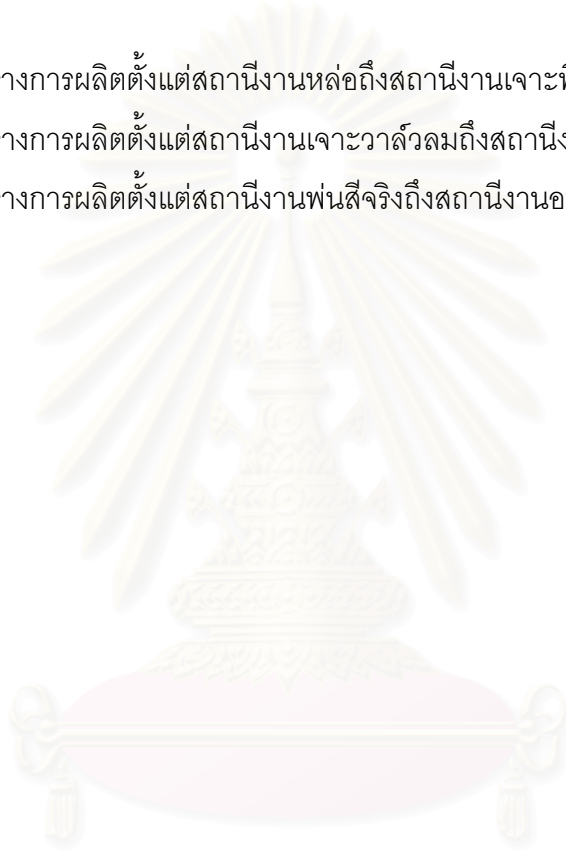 างการผลิตตั้งแต่สถานีงานหล่อถึงสถานีงานเจาะ
างการผลิตตั้งแต่สถานีงานเจาะวาล์วลมถึงสถานี
างการผลิตตั้งแต่สถานีงานพ่นสีจริงถึงสถานีงาน